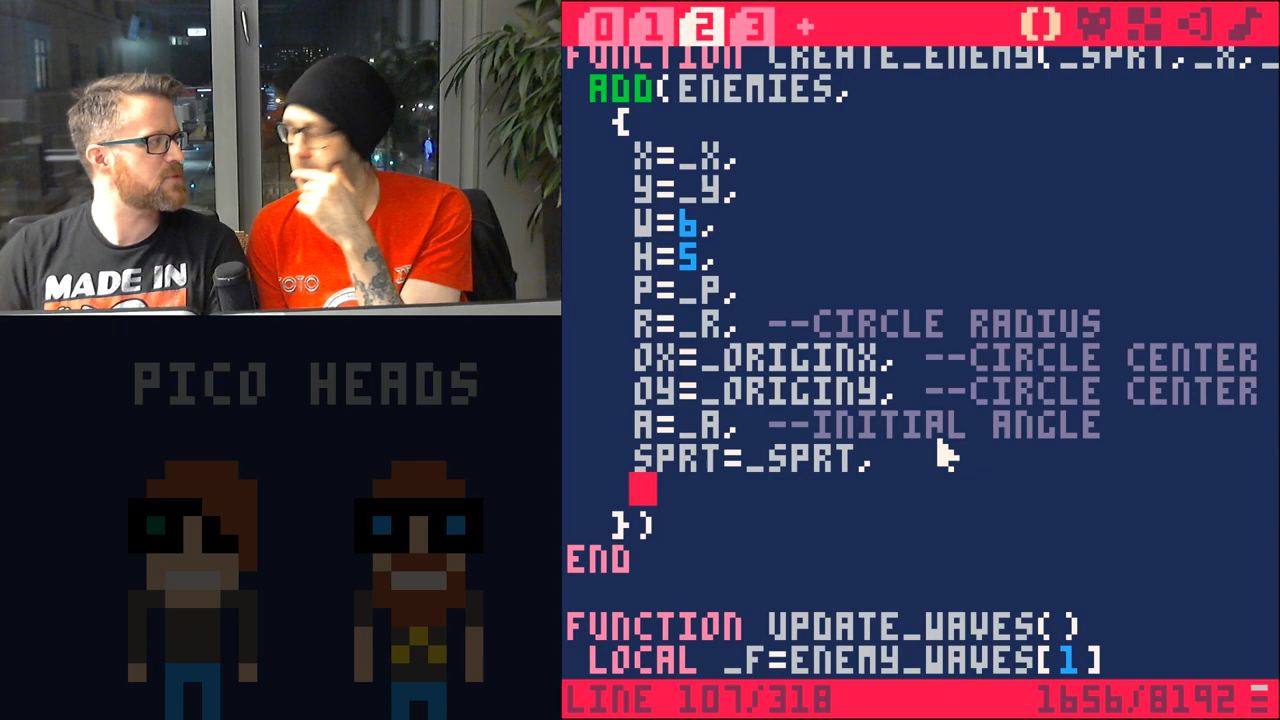 0 1 2 3 +
FUNCTION CREATE_ENEMY(_SPRT,_X,_
ADD(ENEMIES,
{
X=_X,
Y=_Y,
W=6,
H=5,
P=_P,
R=_R, --CIRCLE RADIUS
OX=_ORIGINX, --CIRCLE CENTER
OY=_ORIGINY, --CIRCLE CENTER
A=_A, --INITIAL ANGLE
SPRT=_SPRT,
})
END
FUNCTION UPDATE_WAVES()
LOCAL _F=ENEMY_WAVES[1]
LINE 107/318 1656/8192
MADE IN
PICO HEADS